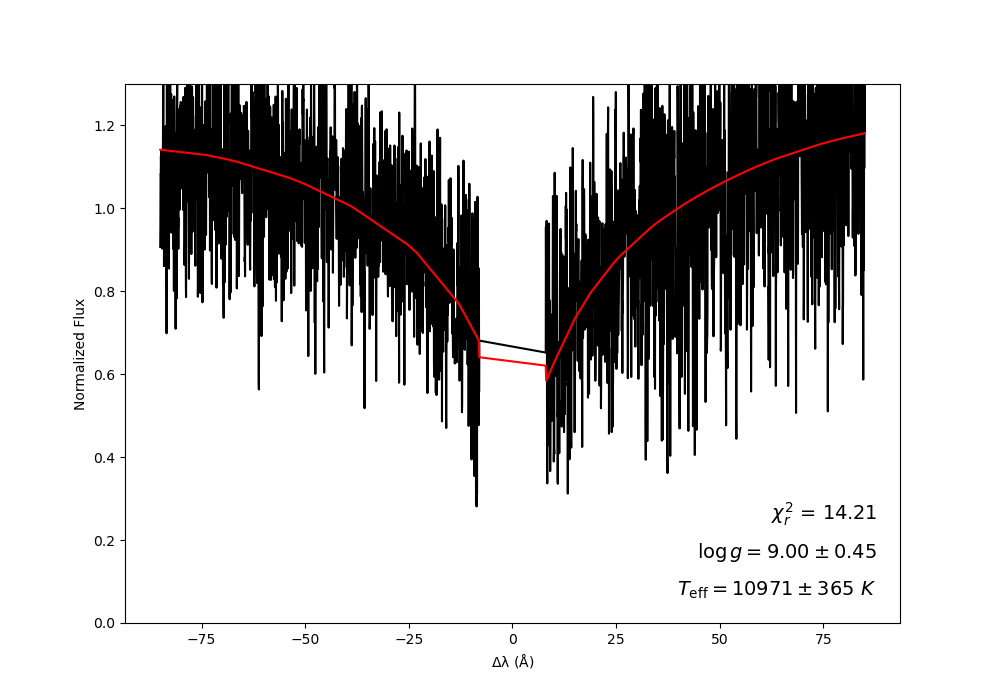 1.2
1.0
0.8
0.6
0.4
0.2
0.0
Normalized Flux
χ²ᵣ = 14.21
log g = 9.00 ± 0.45
T_eff = 10971 ± 365 K
−75 −50 −25 0 25 50 75
Δλ (Å)